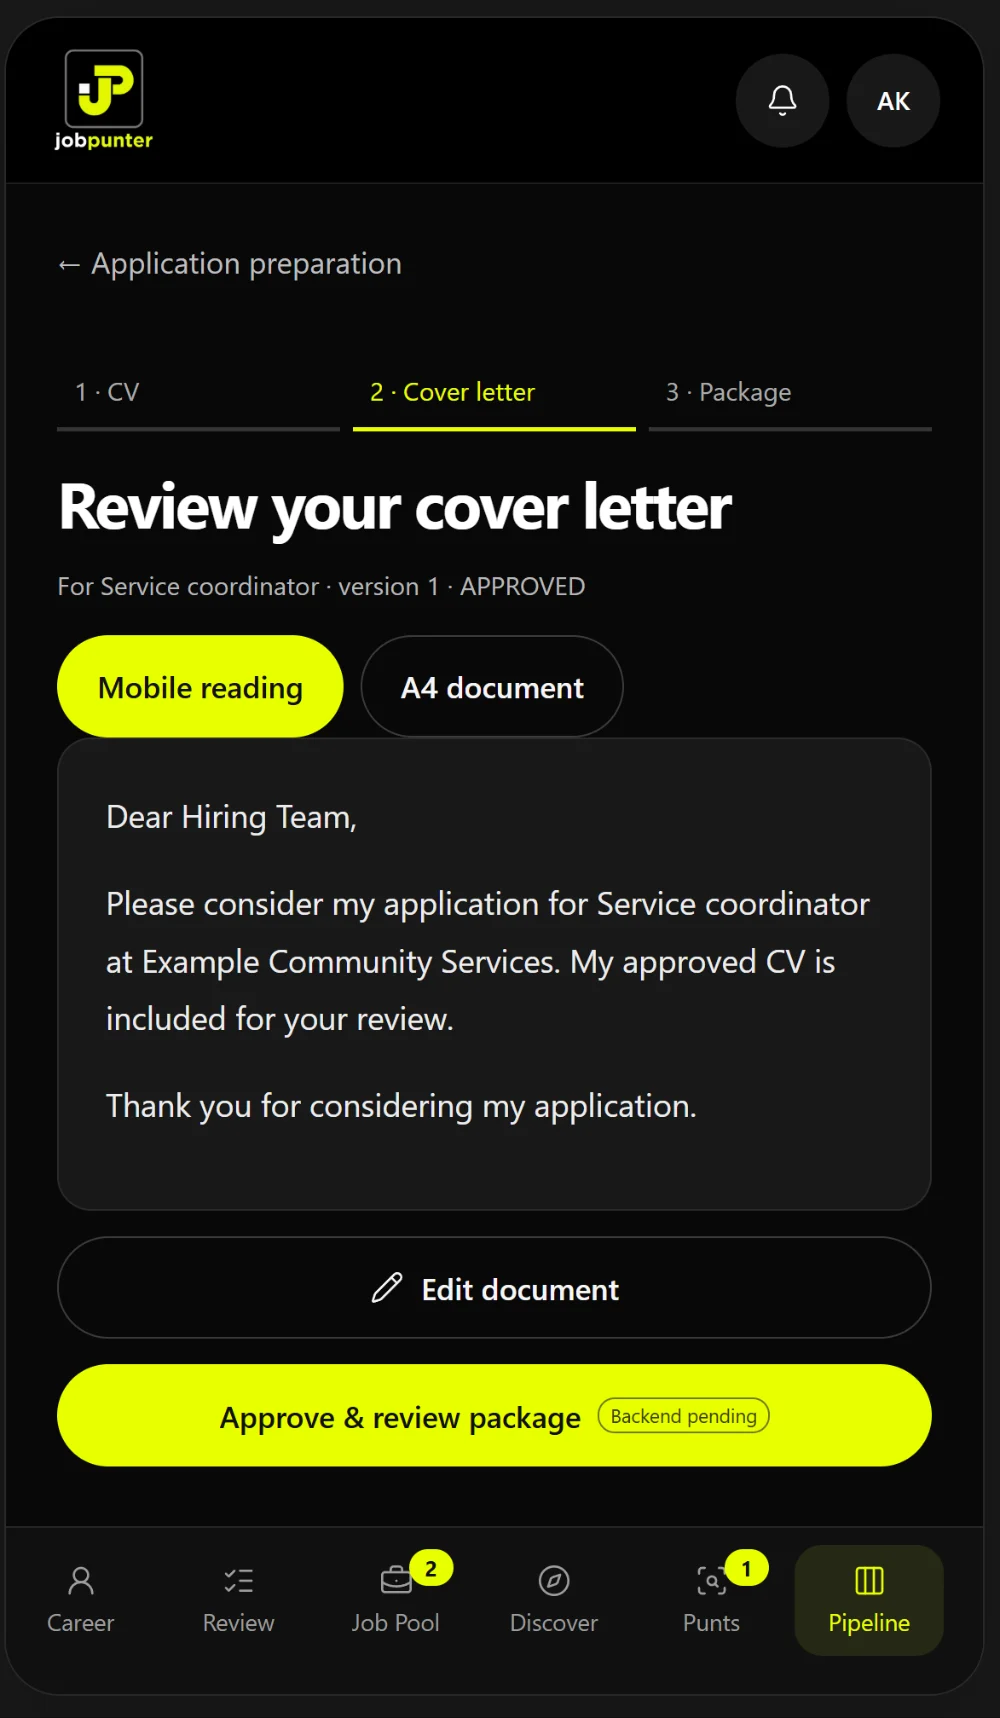 JP
jobpunter
AK
← Application preparation
1 · CV
2 · Cover letter
3 · Package
Review your cover letter
For Service coordinator · version 1 · APPROVED
Mobile reading
A4 document
Dear Hiring Team,
Please consider my application for Service coordinator
at Example Community Services. My approved CV is
included for your review.
Thank you for considering my application.
Edit document
Approve & review package
Backend pending
2
1
Career
Review
Job Pool
Discover
Punts
Pipeline